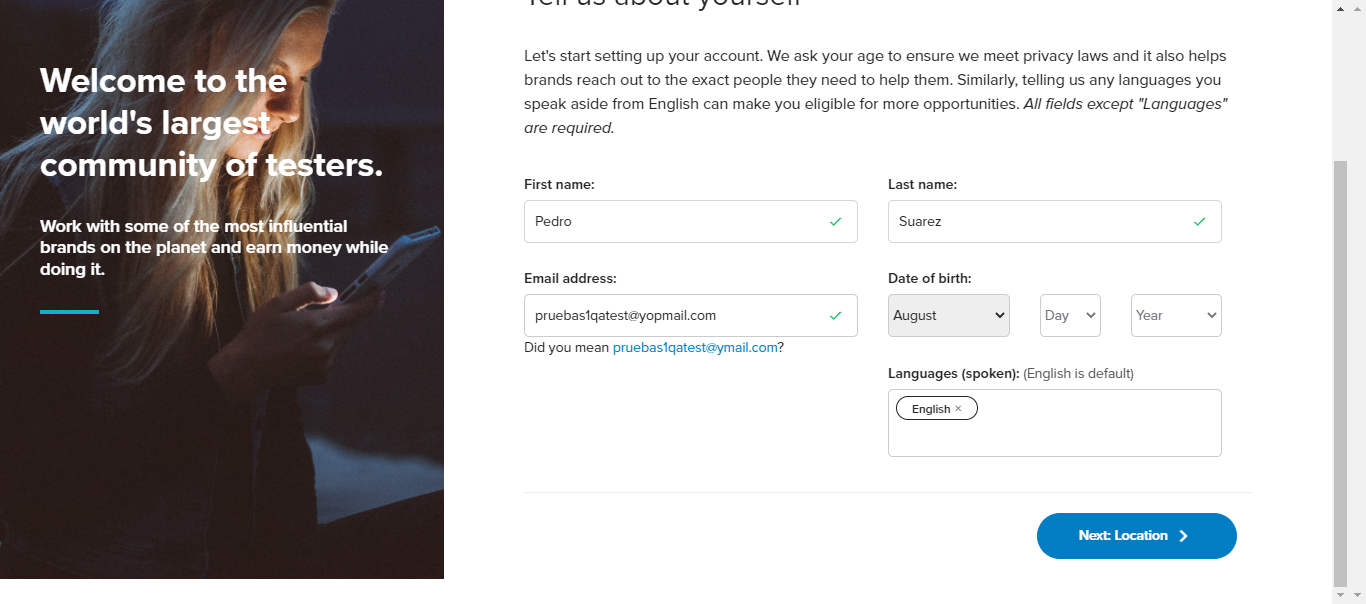 Tell us about yourself
Welcome to the
world's largest
community of testers.
Work with some of the most influential
brands on the planet and earn money while
doing it.
Let's start setting up your account. We ask your age to ensure we meet privacy laws and it also helps
brands reach out to the exact people they need to help them. Similarly, telling us any languages you
speak aside from English can make you eligible for more opportunities. All fields except "Languages"
are required.
First name:
Last name:
Pedro
Suarez
Email address:
Date of birth:
pruebas1qatest@yopmail.com
August
Day
Year
Did you mean pruebas1qatest@ymail.com?
Languages (spoken): (English is default)
English ×
Next: Location